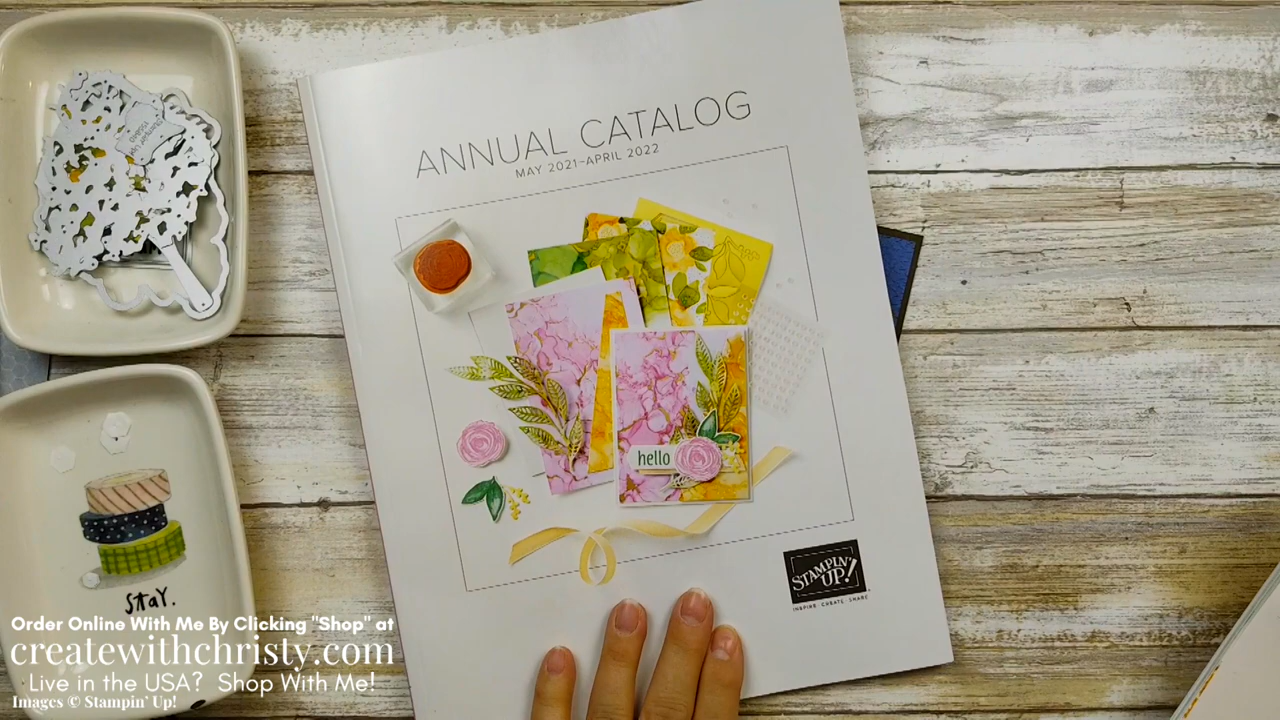 ANNUAL CATALOG
MAY 2021–APRIL 2022
hello
STAMPIN'
UP!
INSPIRE. CREATE. SHARE.
STAY.
Order Online With Me By Clicking "Shop" at
createwithchristy.com
Live in the USA? Shop With Me!
Images © Stampin' Up!